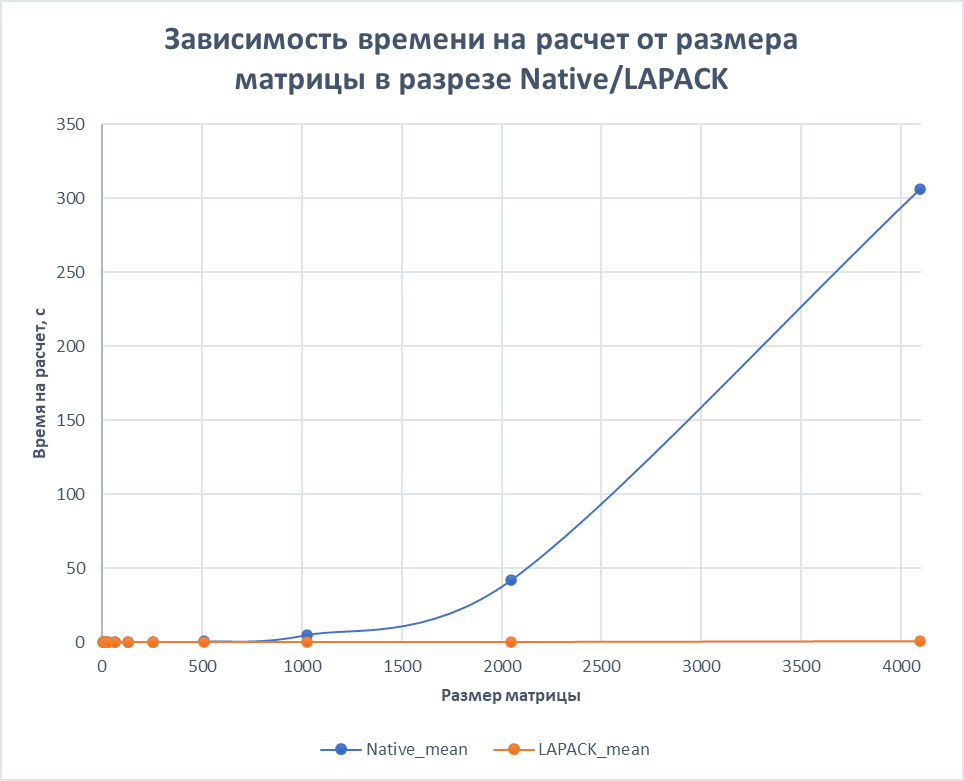 Зависимость времени на расчет от размера
матрицы в разрезе Native/LAPACK
350
300
250
200
150
100
50
0
Время на расчет, с
0 500 1000 1500 2000 2500 3000 3500 4000
Размер матрицы
Native_mean LAPACK_mean